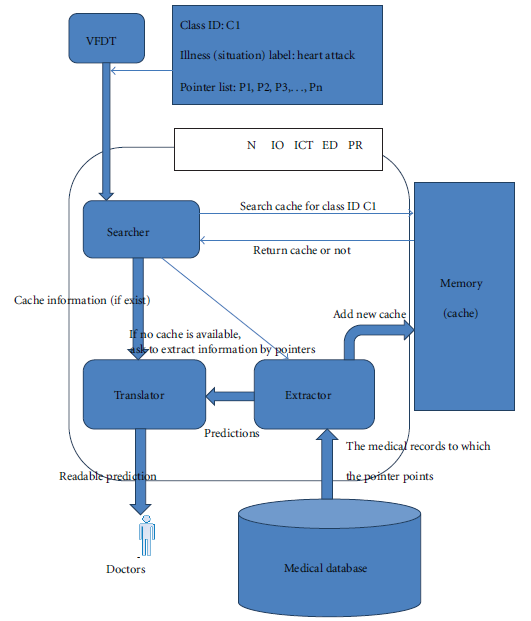 VFDT
Class ID: C1
Illness (situation) label: heart attack
Pointer list: P1, P2, P3,. . ., Pn
N IO ICT ED PR
Searcher
Search cache for class ID C1
Return cache or not
Memory
(cache)
Cache information (if exist)
Add new cache
If no cache is available,
ask to extract information by pointers
Translator
Extractor
Predictions
The medical records to which
the pointer points
Readable prediction
Doctors
Medical database